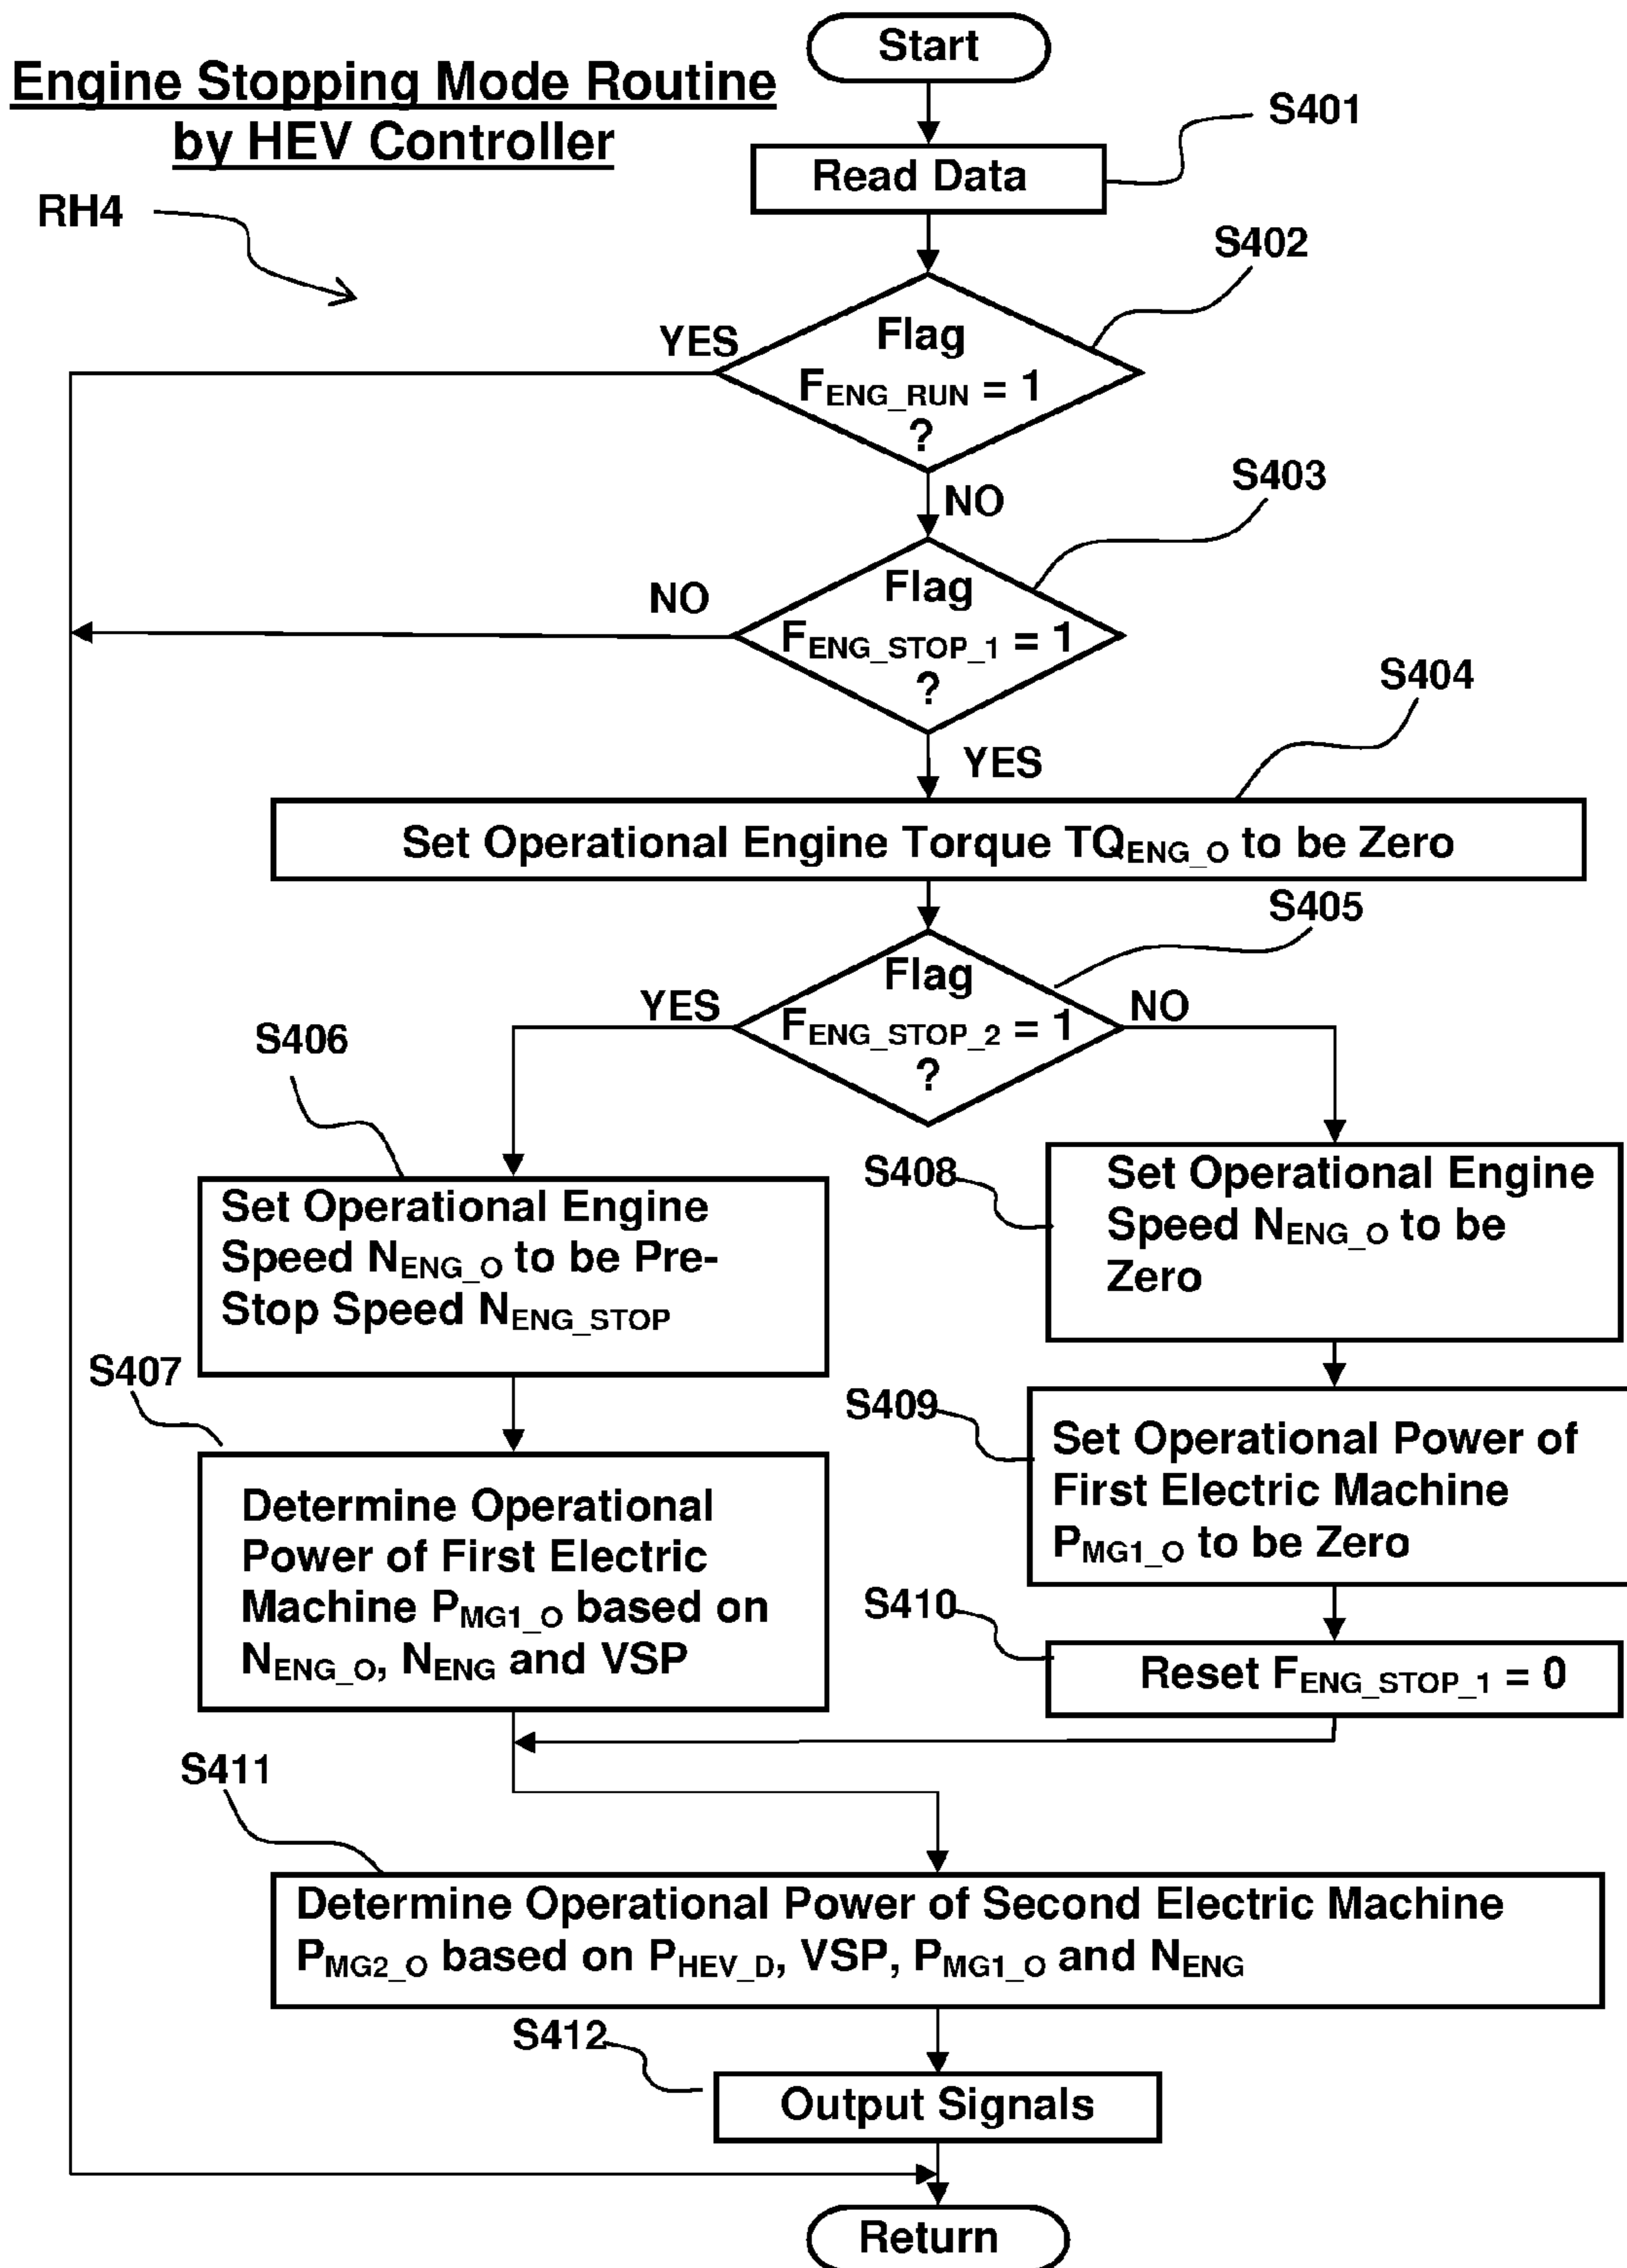 Engine Stopping Mode Routine
by HEV Controller
RH4
Start
S401
Read Data
S402
YES
Flag
FENG_RUN = 1
?
NO
S403
NO
Flag
FENG_STOP_1 = 1
?
YES
S404
Set Operational Engine Torque TQENG_O to be Zero
S405
YES
Flag
FENG_STOP_2 = 1
?
NO
S406
Set Operational Engine
Speed NENG_O to be Pre-
Stop Speed NENG_STOP
S407
Determine Operational
Power of First Electric
Machine PMG1_O based on
NENG_O, NENG and VSP
S408
Set Operational Engine
Speed NENG_O to be
Zero
S409
Set Operational Power of
First Electric Machine
PMG1_O to be Zero
S410
Reset FENG_STOP_1 = 0
S411
Determine Operational Power of Second Electric Machine
PMG2_O based on PHEV_D, VSP, PMG1_O and NENG
S412
Output Signals
Return